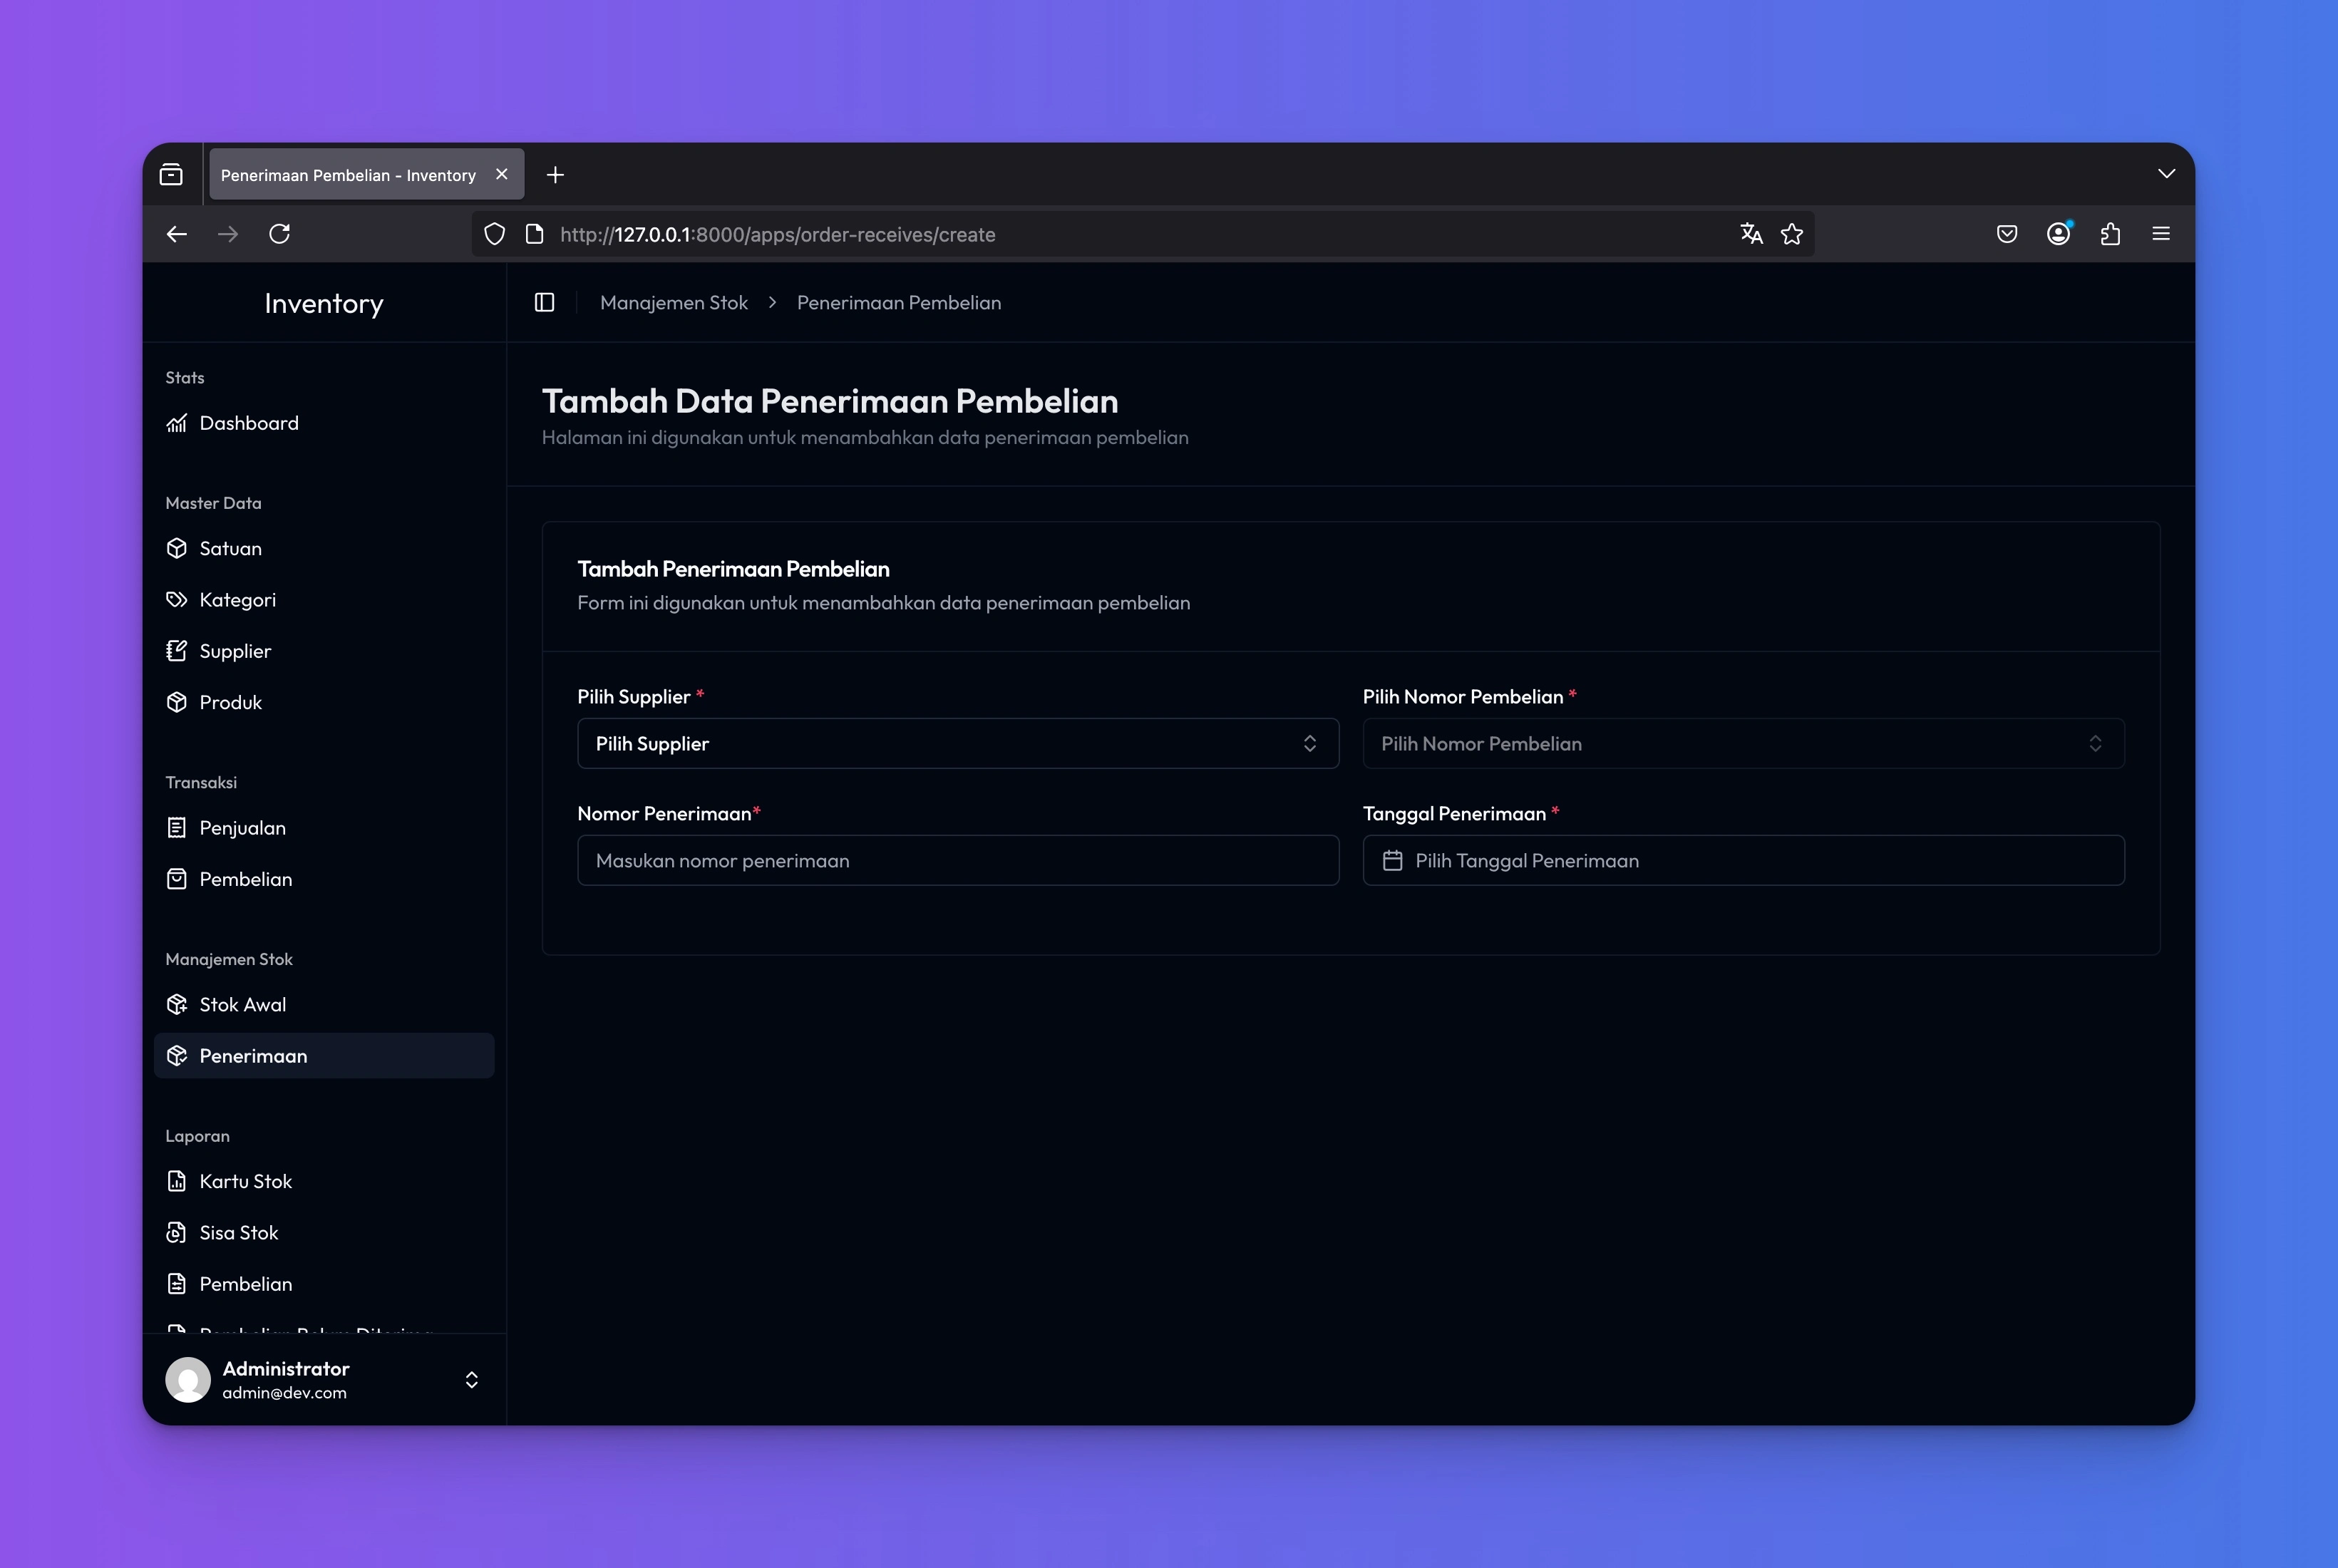 Penerimaan Pembelian - Inventory
http://127.0.0.1:8000/apps/order-receives/create
Inventory
Manajemen Stok > Penerimaan Pembelian
Stats
Dashboard
Master Data
Satuan
Kategori
Supplier
Produk
Transaksi
Penjualan
Pembelian
Manajemen Stok
Stok Awal
Penerimaan
Laporan
Kartu Stok
Sisa Stok
Pembelian
Pembelian Belum Diterima
Administrator
admin@dev.com
Tambah Data Penerimaan Pembelian
Halaman ini digunakan untuk menambahkan data penerimaan pembelian
Tambah Penerimaan Pembelian
Form ini digunakan untuk menambahkan data penerimaan pembelian
Pilih Supplier *
Pilih Supplier
Pilih Nomor Pembelian *
Pilih Nomor Pembelian
Nomor Penerimaan*
Masukan nomor penerimaan
Tanggal Penerimaan *
Pilih Tanggal Penerimaan